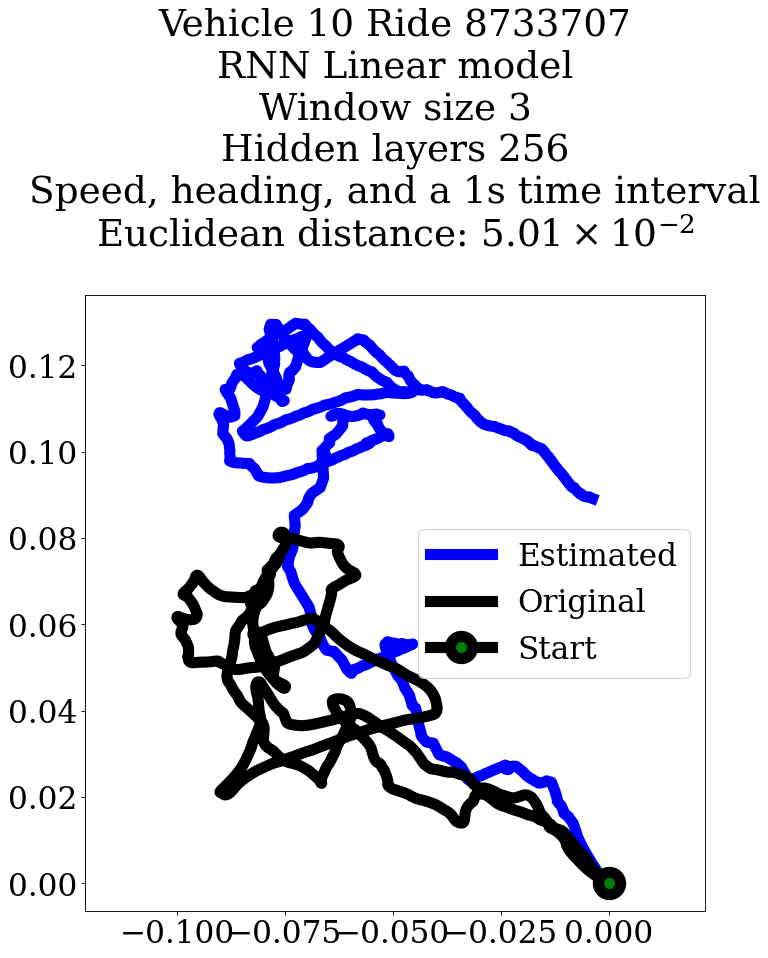 Vehicle 10 Ride 8733707
RNN Linear model
Window size 3
Hidden layers 256
Speed, heading, and a 1s time interval
Euclidean distance: 5.01 × 10⁻²
0.12
0.10
0.08
0.06
0.04
0.02
0.00
Estimated
Original
Start
−0.100 −0.075 −0.050 −0.025 0.000